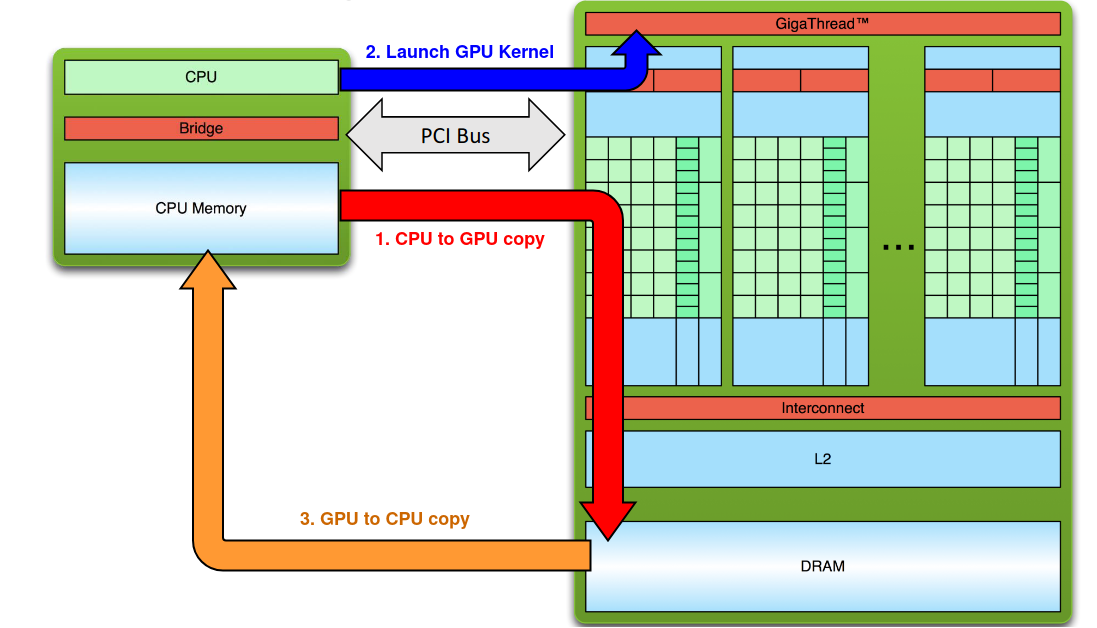 GigaThread™
2. Launch GPU Kernel
CPU
Bridge
PCI Bus
CPU Memory
1. CPU to GPU copy
...
Interconnect
L2
3. GPU to CPU copy
DRAM